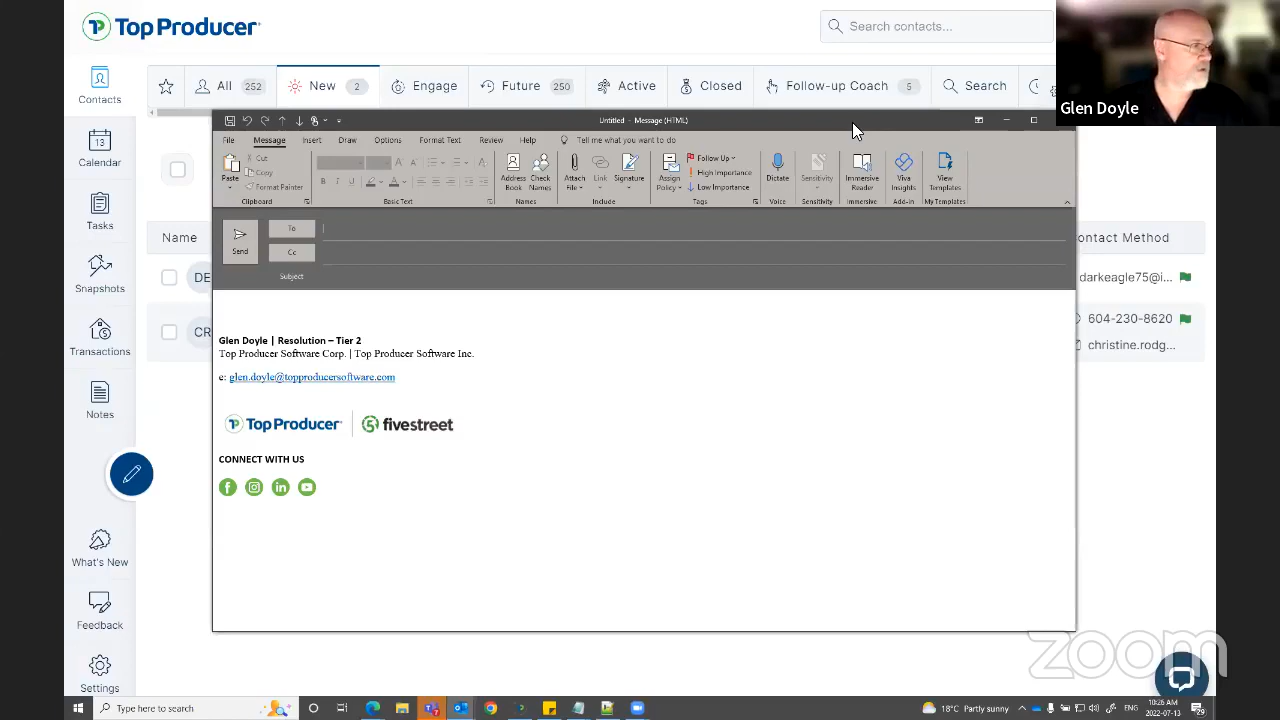 Top Producer®
Search contacts...
Glen Doyle
Contacts
All 252
New 2
Engage
Future 250
Active
Closed
Follow-up Coach 5
Search
Untitled - Message (HTML)
File Message Insert Draw Options Format Text Review Help Tell me what you want to do
Paste
Cut
Copy
Format Painter
Clipboard
B I U
Basic Text
Address Book
Check Names
Names
Attach File
Link
Signature
Include
Assign Policy
Follow Up
High Importance
Low Importance
Tags
Dictate
Voice
Sensitivity
Sensitivity
Immersive Reader
Immersive
Viva Insights
Add-in
View Templates
My Templates
13
Calendar
Tasks
Snapshots
Transactions
Notes
What's New
Feedback
Settings
Name
ontact Method
DE
darkeagle75@i...
CR
604-230-8620
christine.rodg...
Send
To
Cc
Subject
Glen Doyle | Resolution – Tier 2
Top Producer Software Corp. | Top Producer Software Inc.
e: glen.doyle@topproducersoftware.com
Top Producer® | fivestreet
CONNECT WITH US
zoom
Type here to search
18°C Partly sunny
ENG
10:26 AM
2022-07-13
29